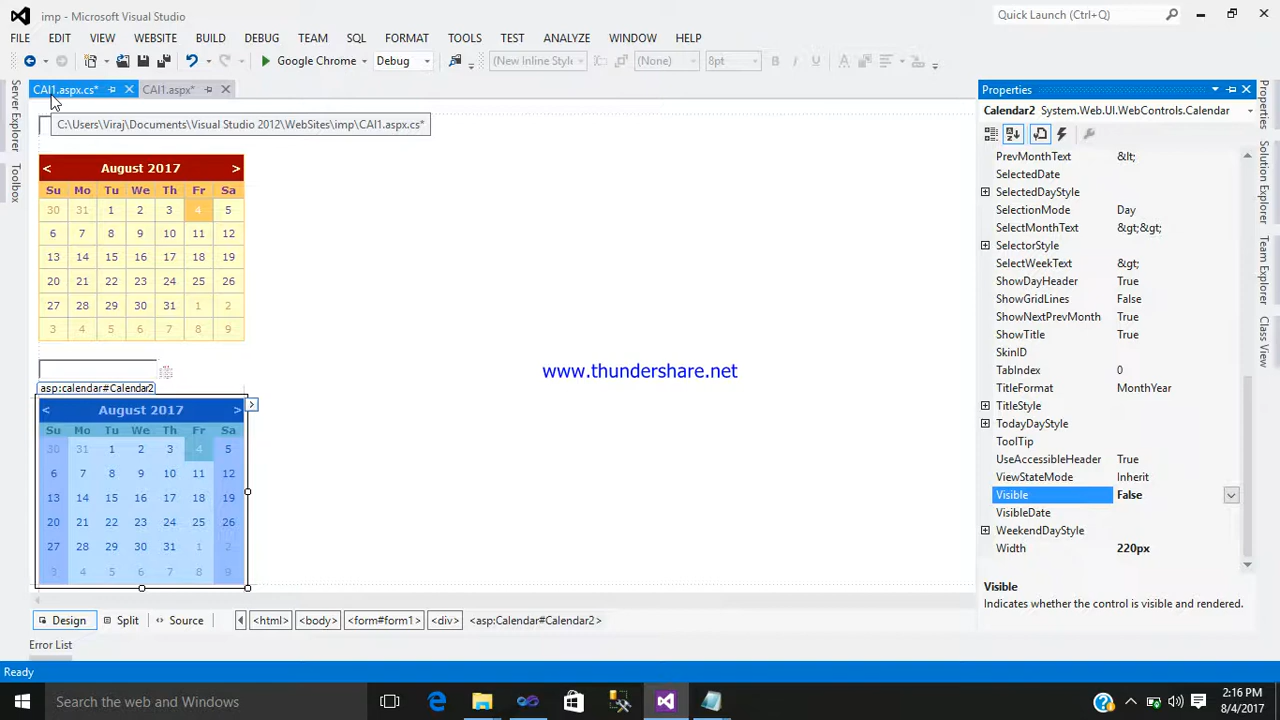 imp - Microsoft Visual Studio
Quick Launch (Ctrl+Q)
FILE EDIT VIEW WEBSITE BUILD DEBUG TEAM SQL FORMAT TOOLS TEST ANALYZE WINDOW HELP
Google Chrome Debug (New Inline Style (None) 8pt B I U A
CAI1.aspx.cs* CAI1.aspx*
C:\Users\Viraj\Documents\Visual Studio 2012\WebSites\imp\CAI1.aspx.cs*
Server Explorer
Toolbox
< August 2017 >
Su Mo Tu We Th Fr Sa
30 31 1 2 3 4 5
6 7 8 9 10 11 12
13 14 15 16 17 18 19
20 21 22 23 24 25 26
27 28 29 30 31 1 2
3 4 5 6 7 8 9
asp:calendar#Calendar2
< August 2017 >
Su Mo Tu We Th Fr Sa
30 31 1 2 3 4 5
6 7 8 9 10 11 12
13 14 15 16 17 18 19
20 21 22 23 24 25 26
27 28 29 30 31 1 2
3 4 5 6 7 8 9
www.thundershare.net
Properties
Calendar2 System.Web.UI.WebControls.Calendar
PrevMonthText &lt;
SelectedDate
SelectedDayStyle
SelectionMode Day
SelectMonthText &gt;&gt;
SelectorStyle
SelectWeekText &gt;
ShowDayHeader True
ShowGridLines False
ShowNextPrevMonth True
ShowTitle True
SkinID
TabIndex 0
TitleFormat MonthYear
TitleStyle
TodayDayStyle
ToolTip
UseAccessibleHeader True
ViewStateMode Inherit
Visible False
VisibleDate
WeekendDayStyle
Width 220px
Visible
Indicates whether the control is visible and rendered.
Properties
Solution Explorer
Team Explorer
Class View
Design Split Source <html> <body> <form#form1> <div> <asp:Calendar#Calendar2>
Error List
Ready
Search the web and Windows
2:16 PM
8/4/2017